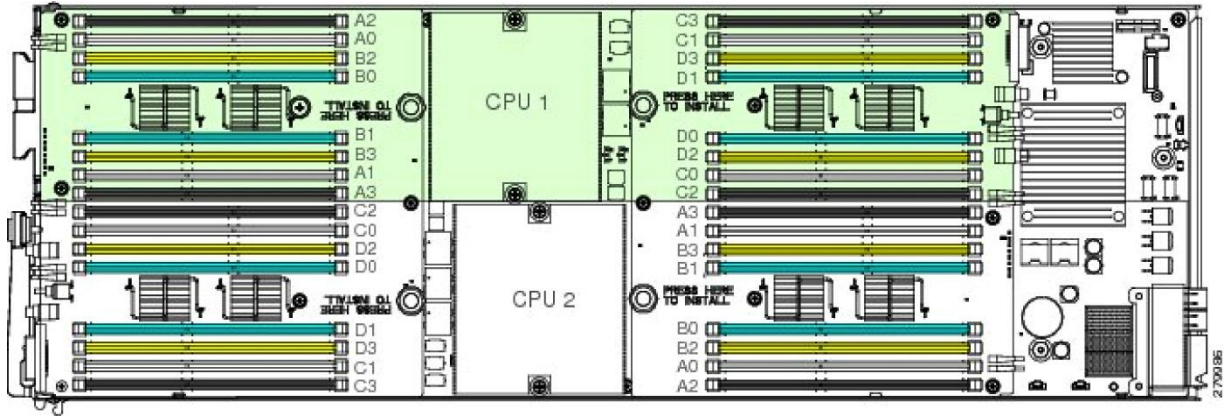 A2
A0
B2
B0
PRESS HERE
TO INSTALL
B1
B3
A1
A3
C2
C0
D2
D0
PRESS HERE
TO INSTALL
D1
D3
C1
C3
CPU 1
CPU 2
C3
C1
D3
D1
PRESS HERE
TO INSTALL
D0
D2
C0
C2
A3
A1
B3
B1
PRESS HERE
TO INSTALL
B0
B2
A0
A2
279986